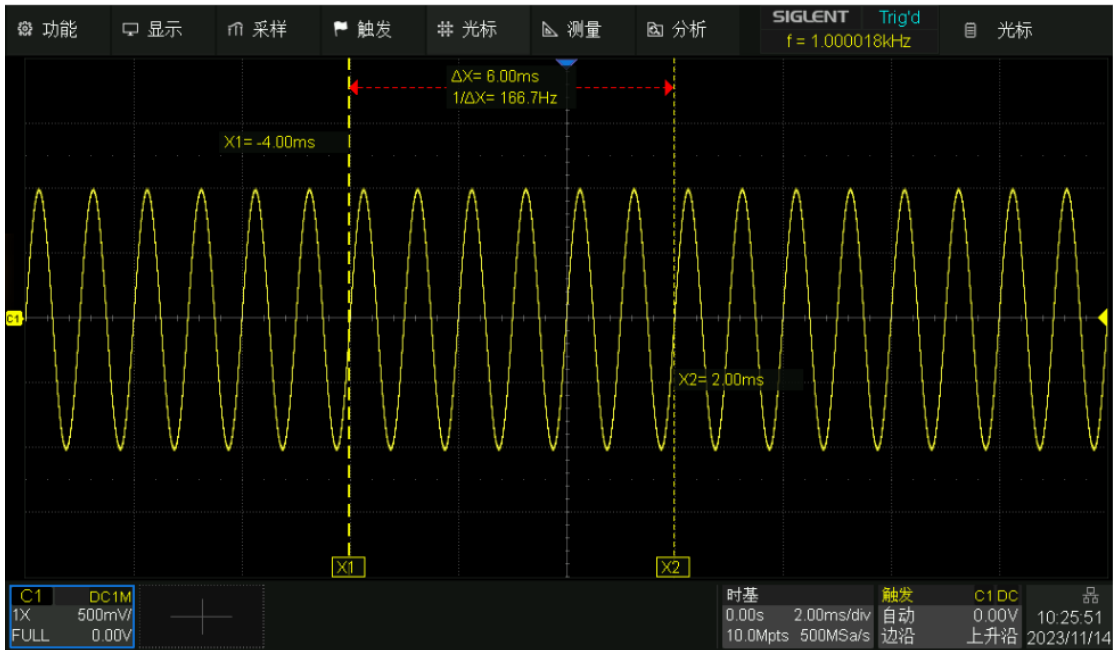 功能 显示 采样 触发 光标 测量 分析 SIGLENT Trig'd 光标
f = 1.000018kHz
ΔX= 6.00ms
1/ΔX= 166.7Hz
X1= -4.00ms
C1
X2= 2.00ms
X1 X2
C1 DC1M
1X 500mV/
FULL 0.00V
时基
0.00s 2.00ms/div
10.0Mpts 500MSa/s
触发 C1 DC
自动 0.00V
边沿 上升沿
10:25:51
2023/11/14